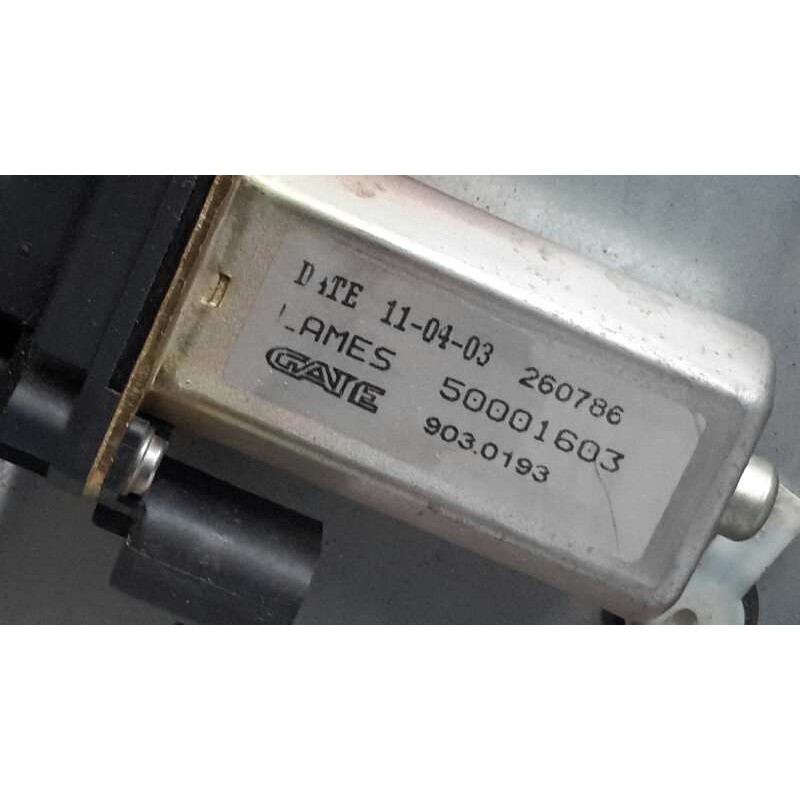 DATE 11-04-03 260786
LAMES 50001603
GATE 903.0193